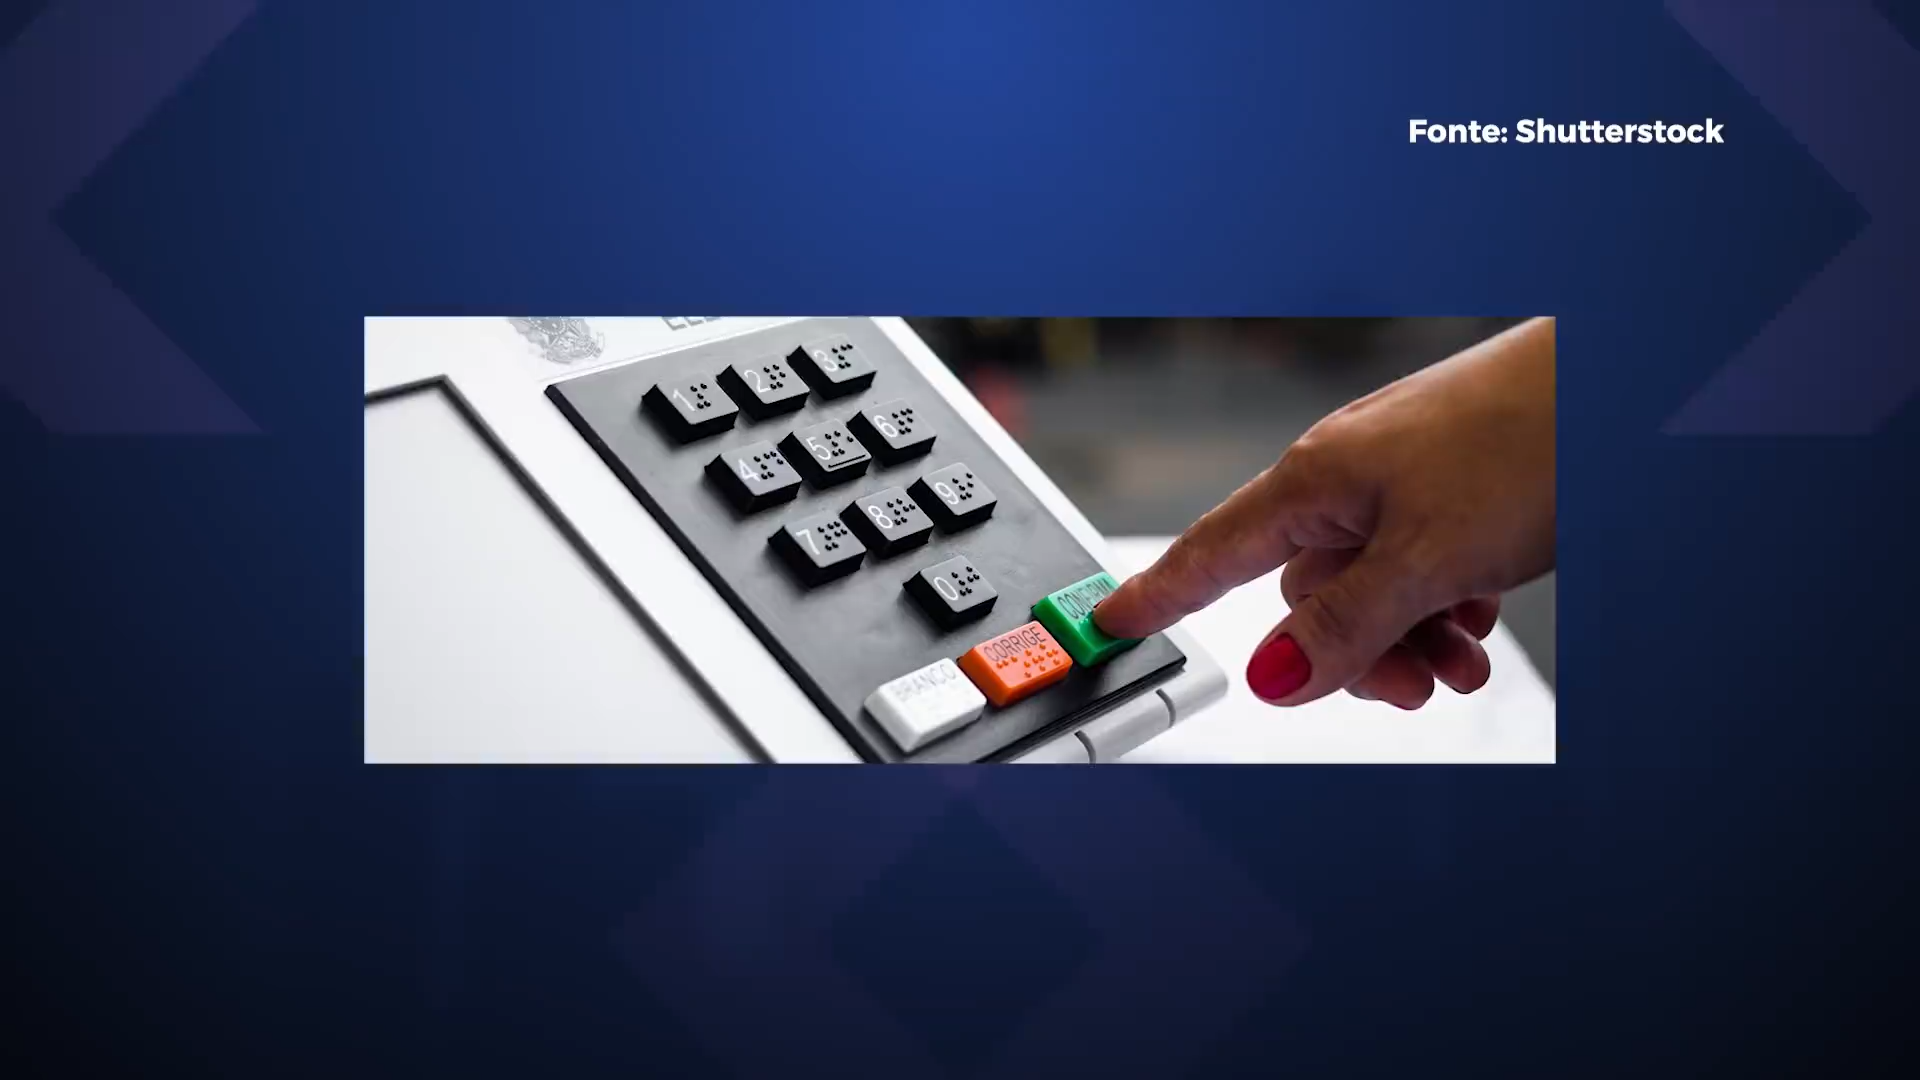 Fonte: Shutterstock
1 2 3
4 5 6
7 8 9
0
CONFIRMA
CORRIGE
BRANCO